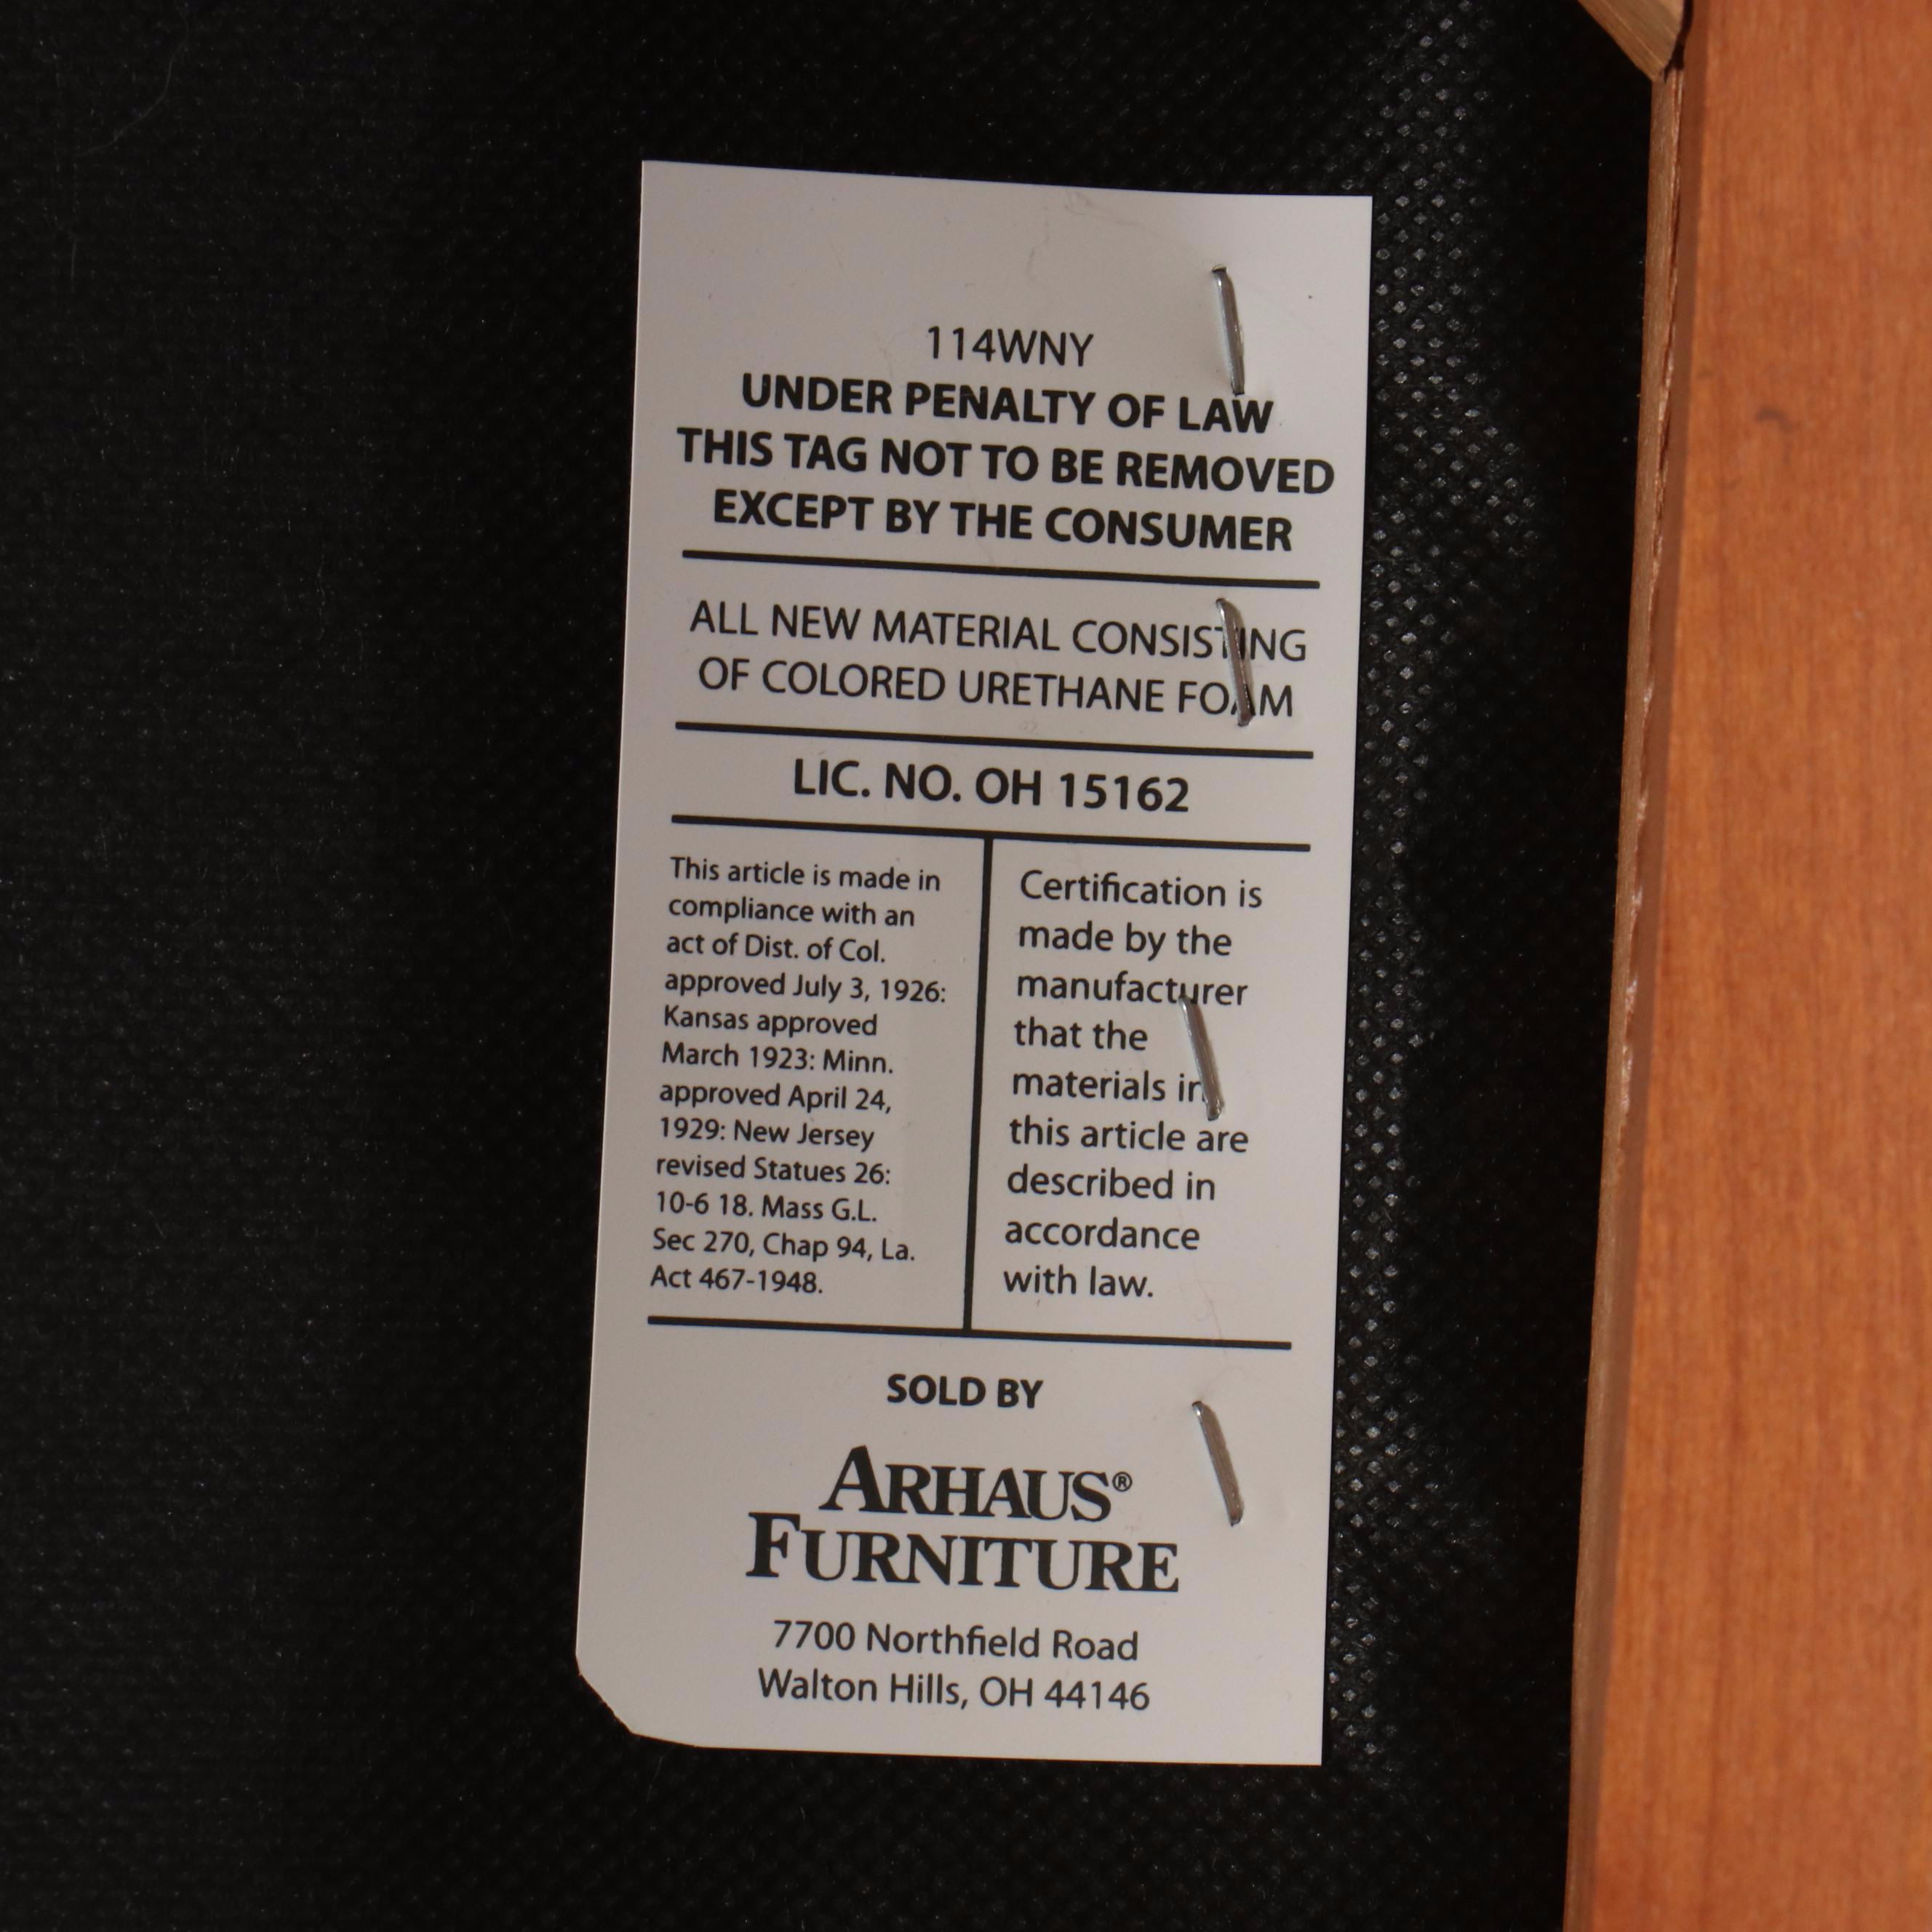 114WNY
UNDER PENALTY OF LAW
THIS TAG NOT TO BE REMOVED
EXCEPT BY THE CONSUMER
ALL NEW MATERIAL CONSISTING
OF COLORED URETHANE FOAM
LIC. NO. OH 15162
This article is made in
compliance with an
act of Dist. of Col.
approved July 3, 1926:
Kansas approved
March 1923: Minn.
approved April 24,
1929: New Jersey
revised Statues 26:
10-6 18. Mass G.L.
Sec 270, Chap 94, La.
Act 467-1948.
Certification is
made by the
manufacturer
that the
materials in
this article are
described in
accordance
with law.
SOLD BY
ARHAUS®
FURNITURE
7700 Northfield Road
Walton Hills, OH 44146